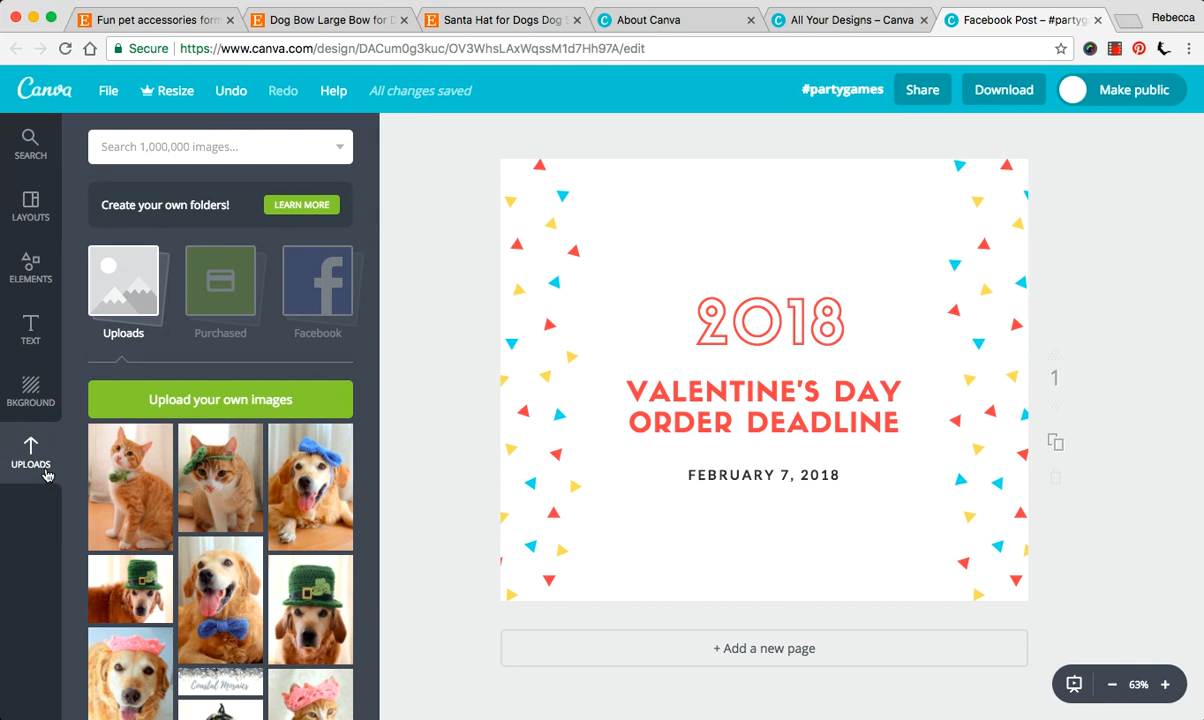 Fun pet accessories form
Dog Bow Large Bow for D
Santa Hat for Dogs Dog S
About Canva
All Your Designs – Canva
Facebook Post – #partyg
Rebecca
Secure
https://www.canva.com/design/DACum0g3kuc/OV3WhsLAxWqssM1d7Hh97A/edit
Canva
File
Resize
Undo
Redo
Help
All changes saved
#partygames
Share
Download
Make public
SEARCH
LAYOUTS
ELEMENTS
TEXT
BKGROUND
UPLOADS
Search 1,000,000 images...
Create your own folders!
LEARN MORE
Uploads
Purchased
Facebook
Upload your own images
Coastal Mosaics
2018
VALENTINE'S DAY
ORDER DEADLINE
FEBRUARY 7, 2018
1
+ Add a new page
63%